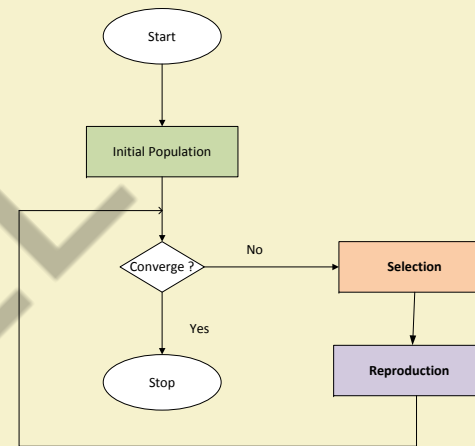 Start
Initial Population
Converge ?
No
Selection
Yes
Reproduction
Stop